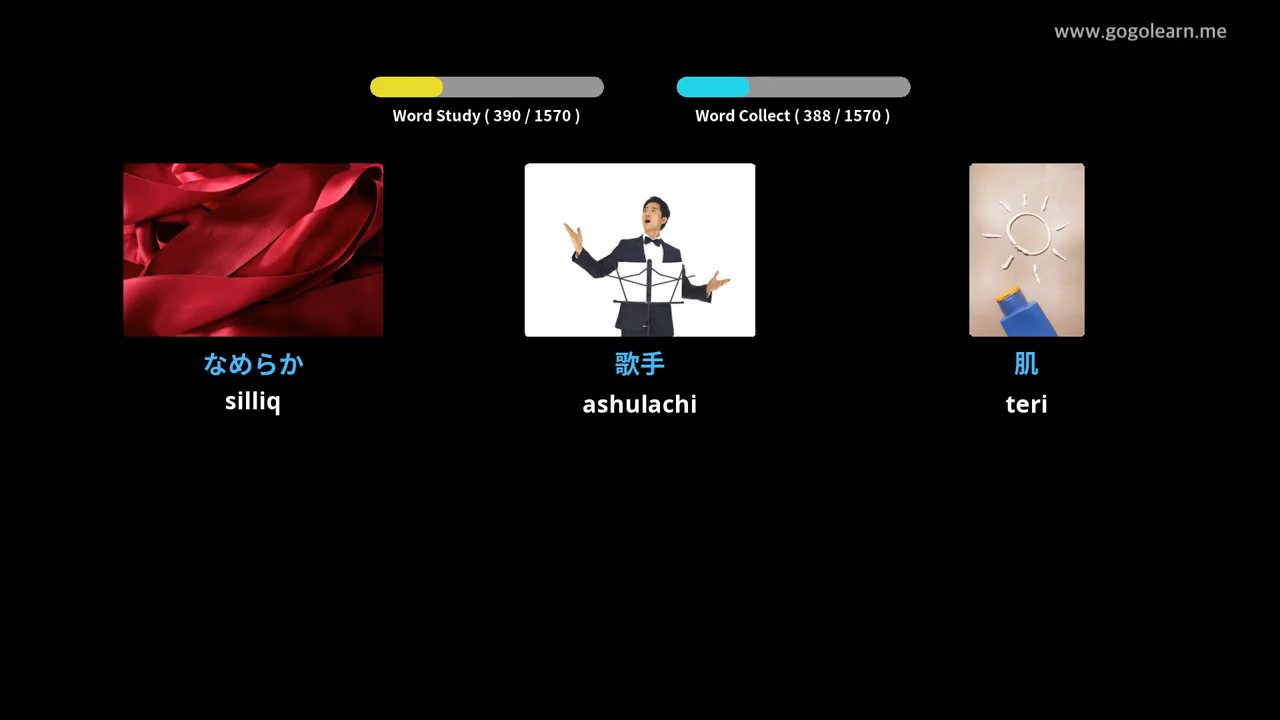 www.gogolearn.me
Word Study ( 390 / 1570 )
Word Collect ( 388 / 1570 )
なめらか
silliq
歌手
ashulachi
肌
teri